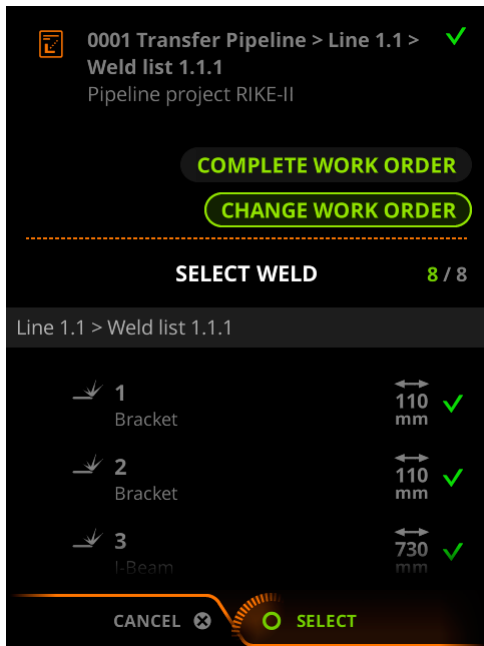 0001 Transfer Pipeline > Line 1.1 >
Weld list 1.1.1
Pipeline project RIKE-II
COMPLETE WORK ORDER
CHANGE WORK ORDER
SELECT WELD 8 / 8
Line 1.1 > Weld list 1.1.1
1 110
Bracket mm
2 110
Bracket mm
3 730
I-Beam mm
CANCEL SELECT